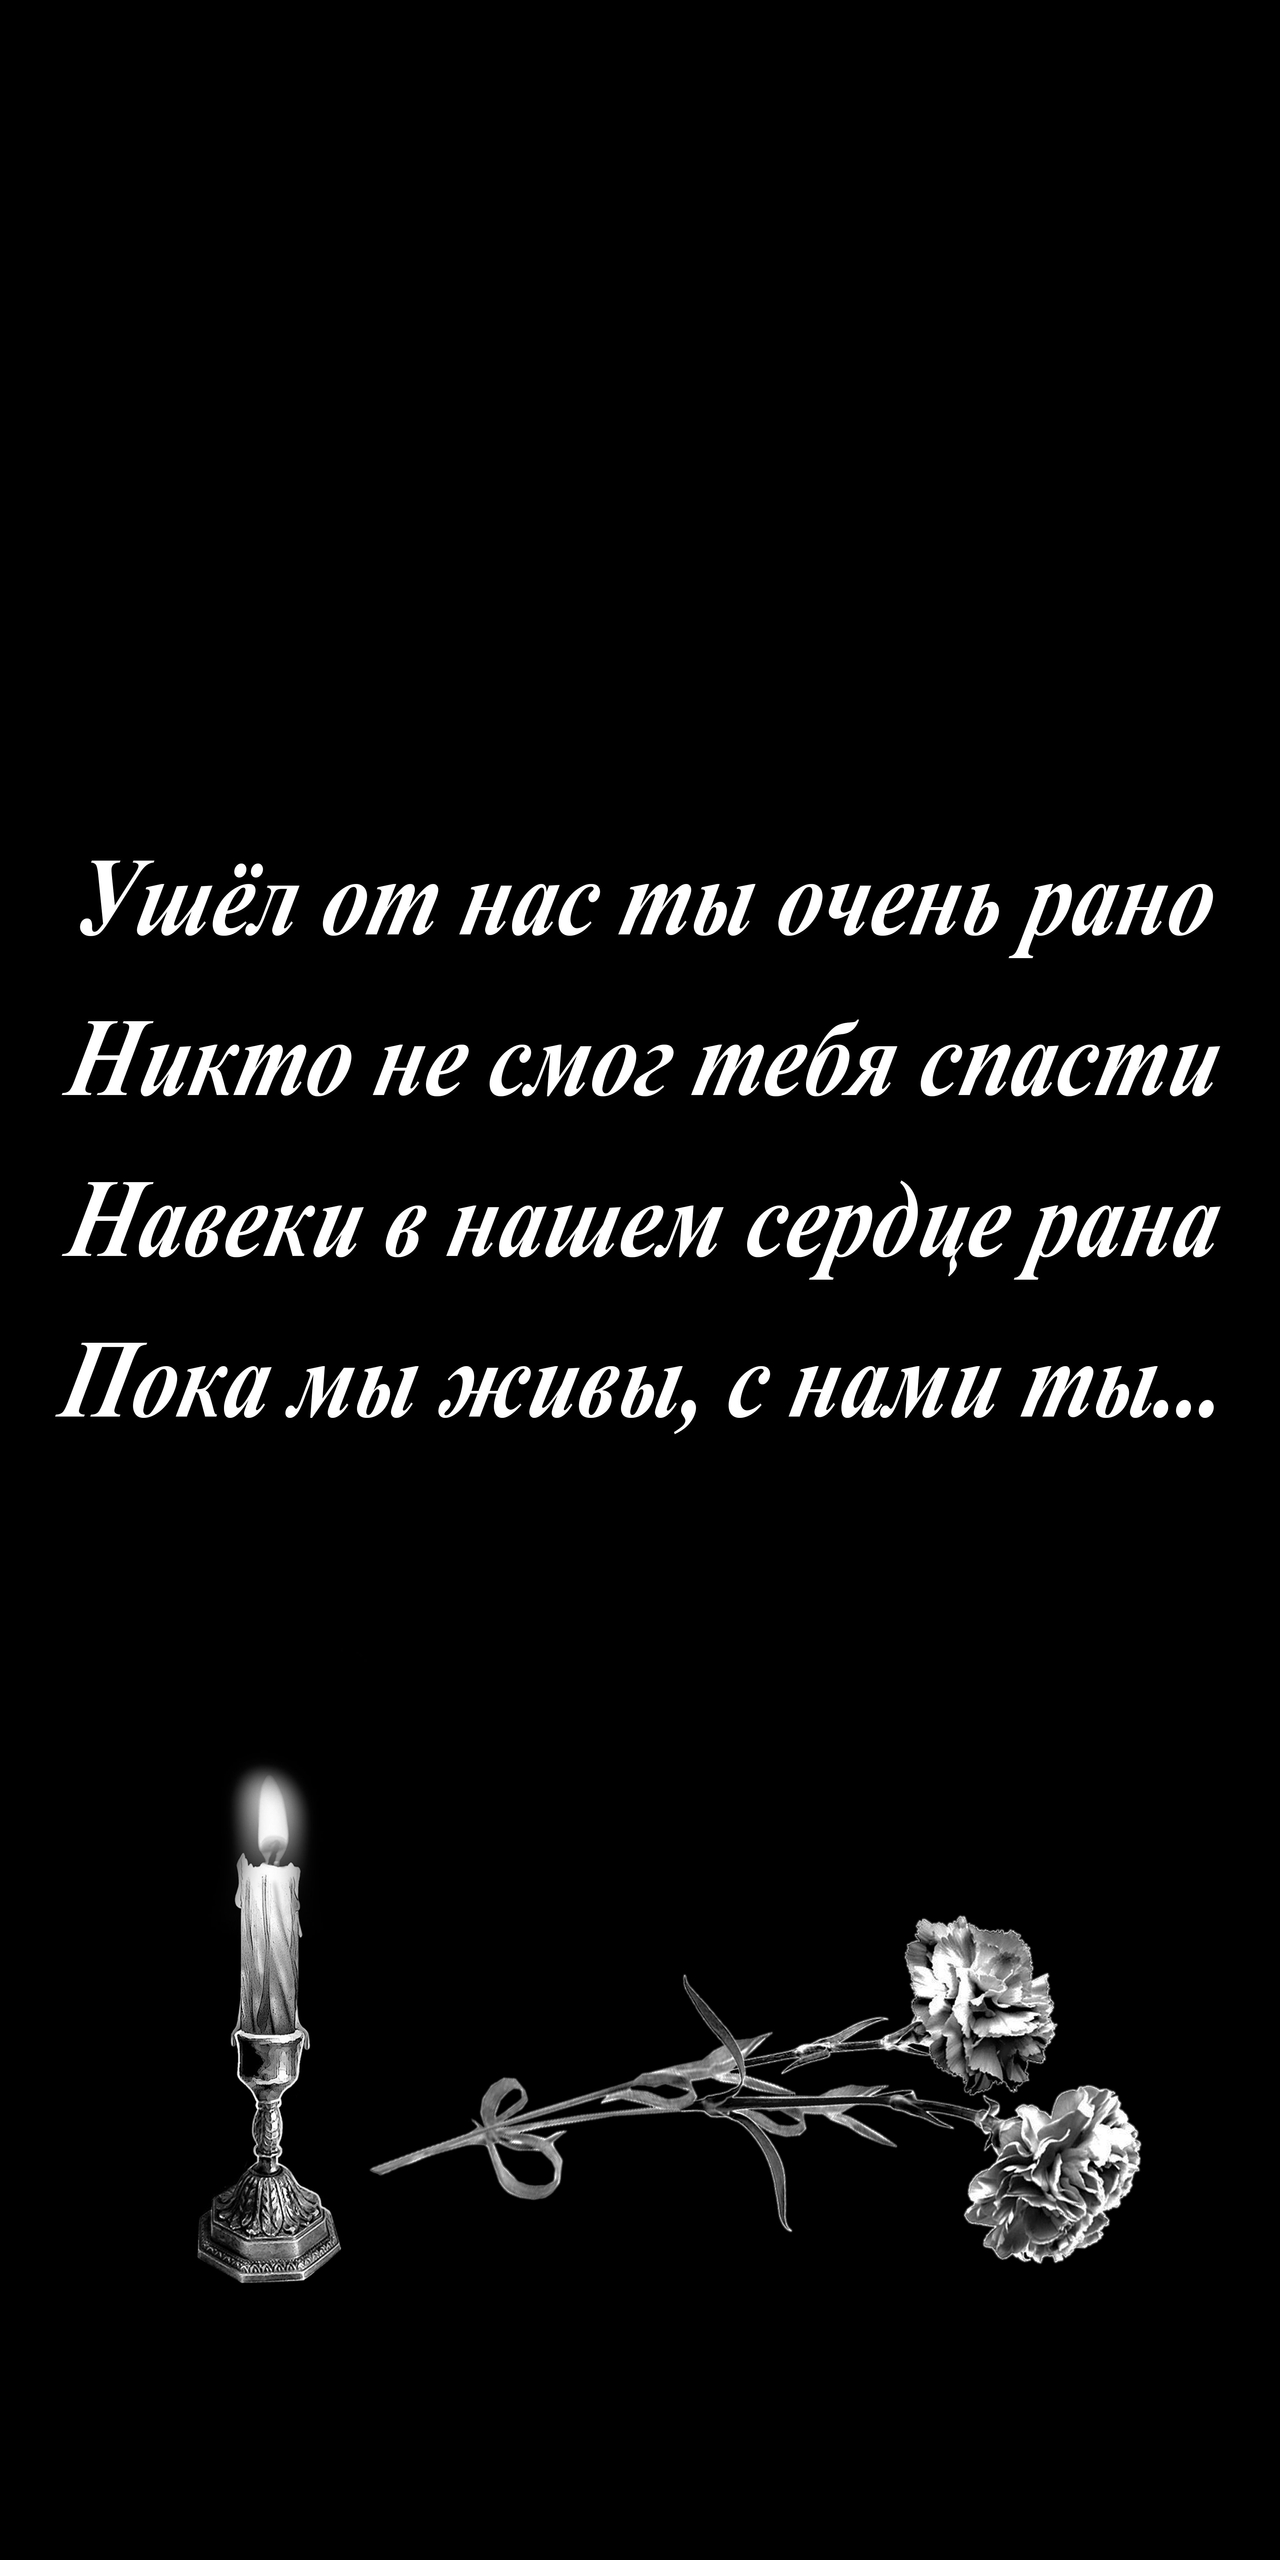 Ушёл от нас ты очень рано
Никто не смог тебя спасти
Навеки в нашем сердце рана
Пока мы живы, с нами ты...